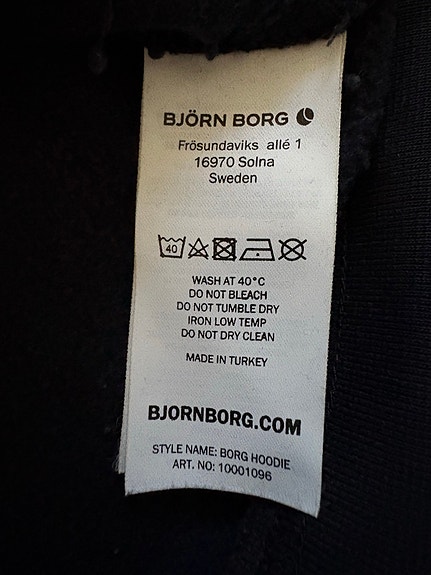 BJÖRN BORG
Frösundaviks allé 1
16970 Solna
Sweden
40
WASH AT 40°C
DO NOT BLEACH
DO NOT TUMBLE DRY
IRON LOW TEMP
DO NOT DRY CLEAN
MADE IN TURKEY
BJORNBORG.COM
STYLE NAME: BORG HOODIE
ART. NO: 10001096